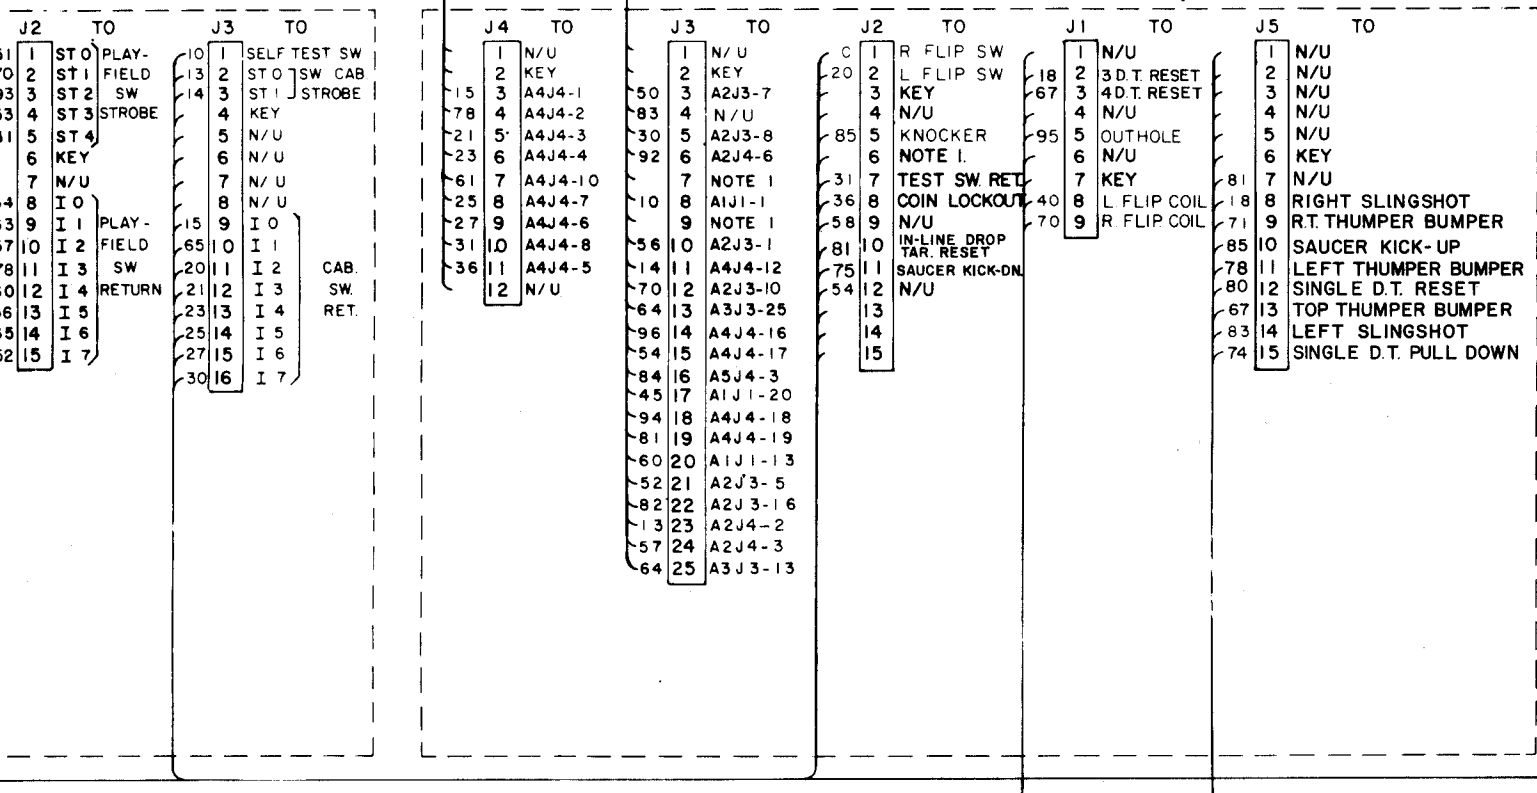 J2 TO
1 ST 0 PLAY-
2 ST 1 FIELD
3 ST 2 SW
4 ST 3 STROBE
5 ST 4
6 KEY
7 N/U
8 I 0
9 I 1 PLAY-
10 I 2 FIELD
11 I 3 SW
12 I 4 RETURN
13 I 5
14 I 6
15 I 7
J3 TO
10 1 SELF TEST SW
13 2 ST 0 SW CAB.
14 3 ST 1 STROBE
4 KEY
5 N/U
6 N/U
7 N/U
8 N/U
15 9 I 0
65 10 I 1
20 11 I 2 CAB.
21 12 I 3 SW.
23 13 I 4 RET.
25 14 I 5
27 15 I 6
30 16 I 7
J4 TO
1 N/U
2 KEY
15 3 A4J4-1
78 4 A4J4-2
21 5 A4J4-3
23 6 A4J4-4
61 7 A4J4-10
25 8 A4J4-7
27 9 A4J4-6
31 10 A4J4-8
36 11 A4J4-5
12 N/U
J3 TO
1 N/U
2 KEY
50 3 A2J3-7
83 4 N/U
30 5 A2J3-8
92 6 A2J4-6
7 NOTE 1
10 8 A1J1-1
9 NOTE 1
56 10 A2J3-1
14 11 A4J4-12
70 12 A2J3-10
64 13 A3J3-25
96 14 A4J4-16
54 15 A4J4-17
84 16 A5J4-3
45 17 A1J1-20
94 18 A4J4-18
81 19 A4J4-19
60 20 A1J1-13
52 21 A2J3-5
82 22 A2J3-16
13 23 A2J4-2
57 24 A2J4-3
64 25 A3J3-13
J2 TO
C 1 R FLIP SW
20 2 L FLIP SW
3 KEY
4 N/U
85 5 KNOCKER
6 NOTE 1.
31 7 TEST SW. RET.
36 8 COIN LOCKOUT
58 9 N/U
81 10 IN-LINE DROP
TAR. RESET
75 11 SAUCER KICK-DN.
54 12 N/U
13
14
15
J1 TO
1 N/U
18 2 3 D.T. RESET
67 3 4 D.T. RESET
4 N/U
95 5 OUTHOLE
6 N/U
7 KEY
40 8 L FLIP COIL
70 9 R FLIP COIL
J5 TO
1 N/U
2 N/U
3 N/U
4 N/U
5 N/U
6 KEY
81 7 N/U
18 8 RIGHT SLINGSHOT
71 9 RT. THUMPER BUMPER
85 10 SAUCER KICK-UP
78 11 LEFT THUMPER BUMPER
80 12 SINGLE D.T. RESET
67 13 TOP THUMPER BUMPER
83 14 LEFT SLINGSHOT
74 15 SINGLE D.T. PULL DOWN